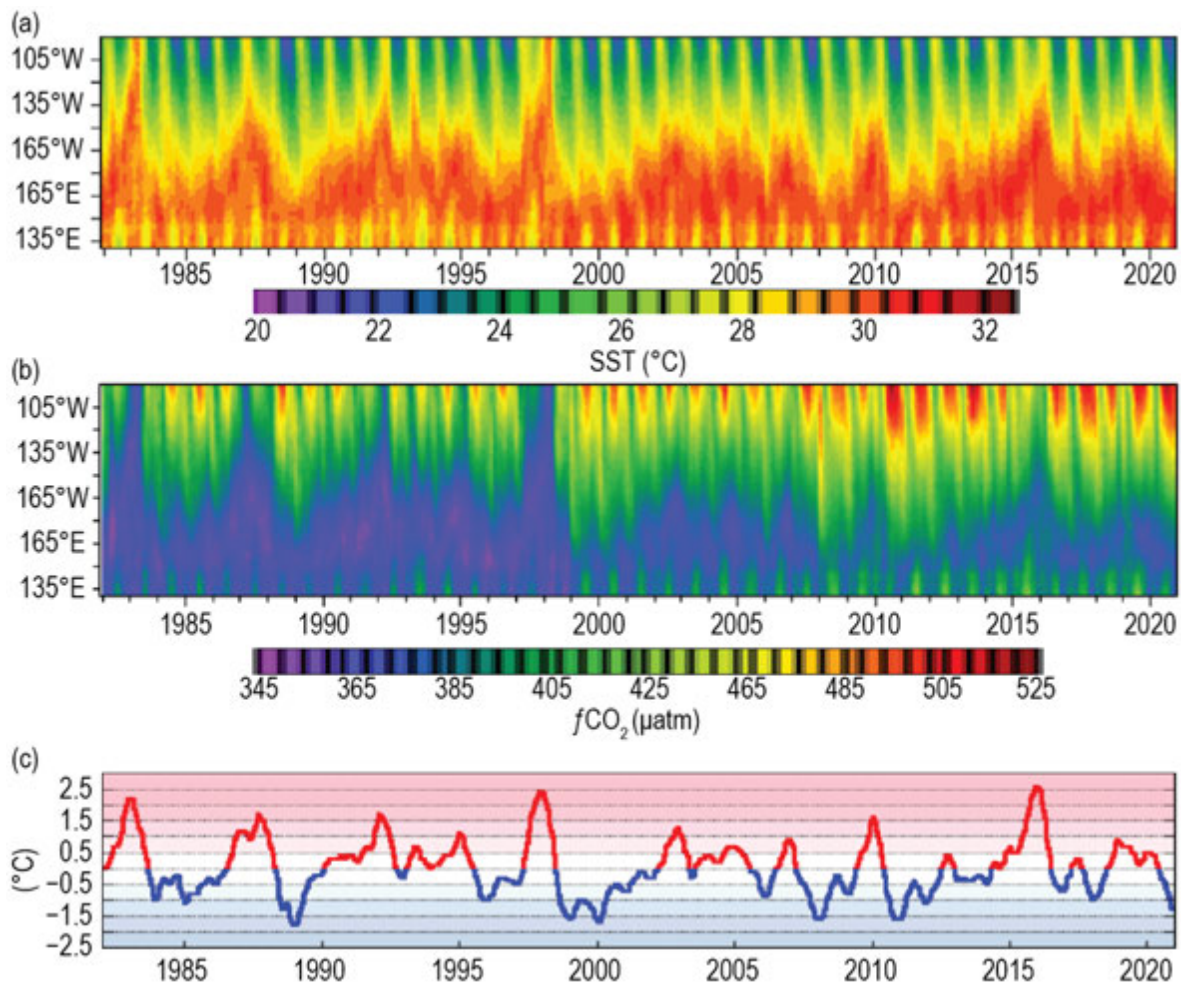 (a)
105°W
135°W
165°W
165°E
135°E
1985 1990 1995 2000 2005 2010 2015 2020
20 22 24 26 28 30 32
SST (°C)
(b)
105°W
135°W
165°W
165°E
135°E
1985 1990 1995 2000 2005 2010 2015 2020
345 365 385 405 425 465 485 505 525
ƒCO₂ (µatm)
(c)
(°C)
2.5
1.5
0.5
−0.5
−1.5
−2.5
1985 1990 1995 2000 2005 2010 2015 2020